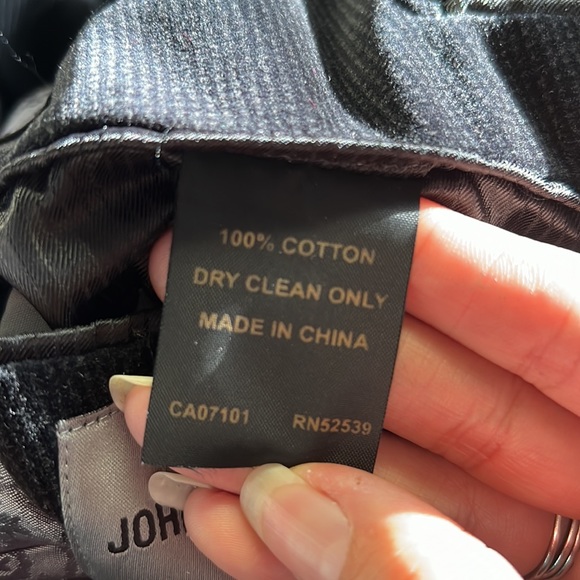 100% COTTON
DRY CLEAN ONLY
MADE IN CHINA
CA07101 RN52539